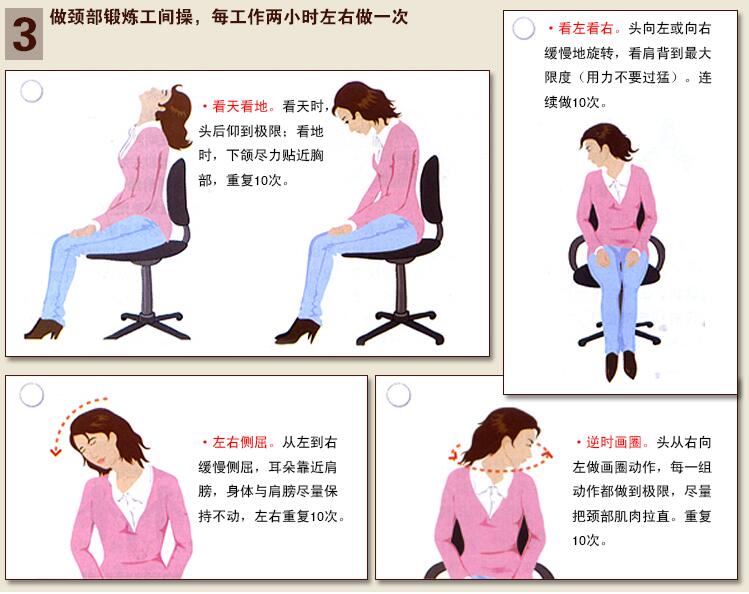 3
做颈部锻炼工间操，每工作两小时左右做一次
·看天看地。看天时，
头后仰到极限；看地
时，下颌尽力贴近胸
部，重复10次。
·看左看右。头向左或向右
缓慢地旋转，看肩背到最大
限度（用力不要过猛）。连
续做10次。
·左右侧屈。从左到右
缓慢侧屈，耳朵靠近肩
膀，身体与肩膀尽量保
持不动，左右重复10次。
·逆时画圈。头从右向
左做画圈动作，每一组
动作都做到极限，尽量
把颈部肌肉拉直。重复
10次。